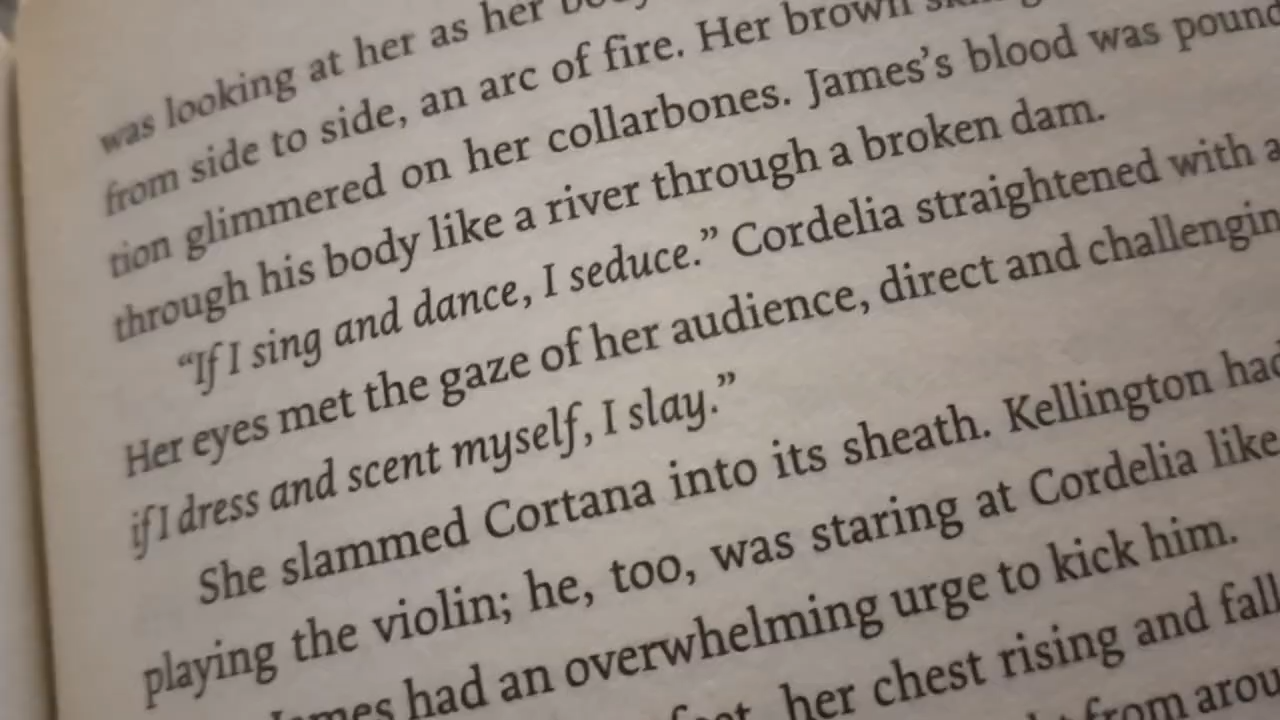 was looking at her as her
from side to side, an arc of fire. Her brown
tion glimmered on her collarbones. James’s blood was pound
through his body like a river through a broken dam.
“If I sing and dance, I seduce.” Cordelia straightened with a
Her eyes met the gaze of her audience, direct and challengin
if I dress and scent myself, I slay.”
She slammed Cortana into its sheath. Kellington had
playing the violin; he, too, was staring at Cordelia like
James had an overwhelming urge to kick him.
her chest rising and fall
from arou